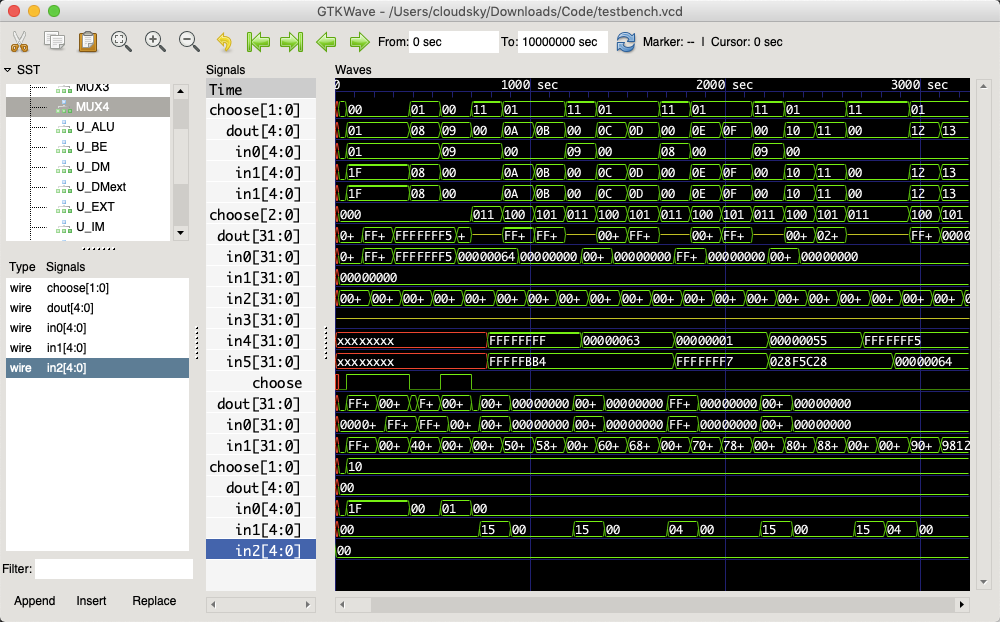 GTKWave - /Users/cloudsky/Downloads/Code/testbench.vcd
From: 0 sec To: 10000000 sec Marker: -- | Cursor: 0 sec
SST
MUX3
MUX4
U_ALU
U_BE
U_DM
U_DMext
U_EXT
U_IM
Type Signals
wire choose[1:0]
wire dout[4:0]
wire in0[4:0]
wire in1[4:0]
wire in2[4:0]
Filter:
Append Insert Replace
Signals
Time
choose[1:0]
dout[4:0]
in0[4:0]
in1[4:0]
in1[4:0]
choose[2:0]
dout[31:0]
in0[31:0]
in1[31:0]
in2[31:0]
in3[31:0]
in4[31:0]
in5[31:0]
choose
dout[31:0]
in0[31:0]
in1[31:0]
choose[1:0]
dout[4:0]
in0[4:0]
in1[4:0]
in2[4:0]
Waves
0 1000 sec 2000 sec 3000 sec
00 01 00 11 01 11 01 11 01 11 01 11 01
01 08 09 00 0A 0B 00 0C 0D 00 0E 0F 00 10 11 00 12 13
01 09 00 09 00 08 00 09 00
1F 08 00 0A 0B 00 0C 0D 00 0E 0F 00 10 11 00 12 13
1F 08 00 0A 0B 00 0C 0D 00 0E 0F 00 10 11 00 12 13
000 011 100 101 011 100 101 011 100 101 011 100 101 011 100 101
0+ FF+ FFFFFFF5 + FF+ FF+ 00+ FF+ 00+ FF+ 00+ 02+ FF+ 0000
0+ FF+ FFFFFFF5 00000064 00000000 00+ 00000000 FF+ 00000000 00+ 00000000
00000000
00+ 00+ 00+ 00+ 00+ 00+ 00+ 00+ 00+ 00+ 00+ 00+ 00+ 00+ 00+ 00+ 00+ 00+ 00+ 00+
xxxxxxxx FFFFFFFF 00000063 00000001 00000055 FFFFFFF5
xxxxxxxx FFFFFBB4 FFFFFFF7 028F5C28 00000064
FF+ 00+ F+ 00+ 00+ 00000000 00+ 00000000 FF+ 00000000 00+ 00000000
0000+ FF+ FF+ 00+ 00+ 00000000 00+ 00000000 FF+ 00000000 00+ 00000000
FF+ 00+ 40+ 00+ 00+ 50+ 58+ 00+ 60+ 68+ 00+ 70+ 78+ 00+ 80+ 88+ 00+ 00+ 90+ 9812
10
00
1F 00 01 00
00 15 00 15 00 04 00 15 00 15 04 00
00